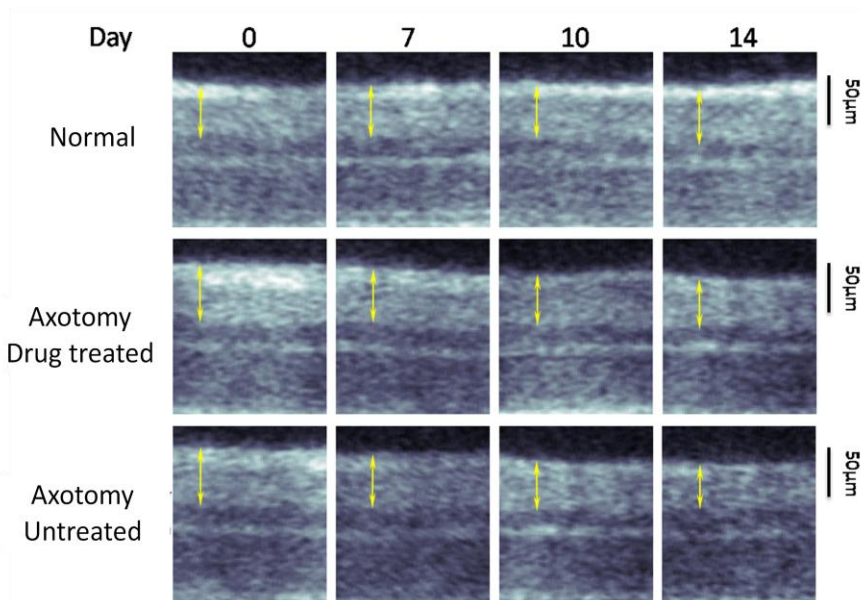 Day 0 7 10 14
Normal
50μm
Axotomy
Drug treated
50μm
Axotomy
Untreated
50μm